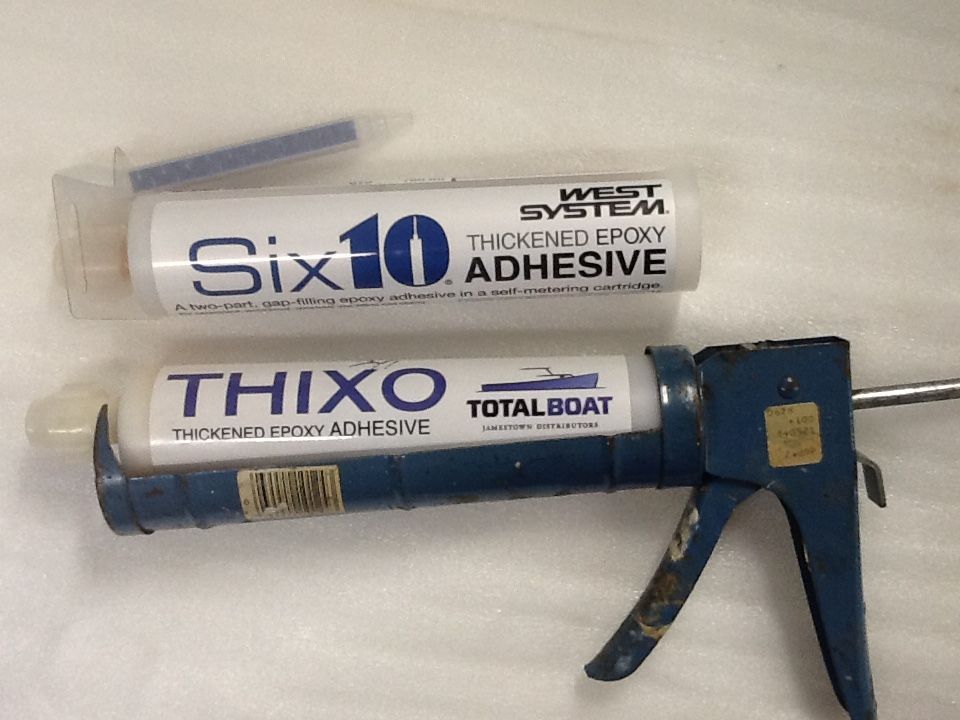 WEST
SYSTEM®
Six10®
THICKENED EPOXY
ADHESIVE
A two-part, gap-filling epoxy adhesive in a self-metering cartridge.
THIXO
THICKENED EPOXY ADHESIVE
TOTALBOAT
JAMESTOWN DISTRIBUTORS